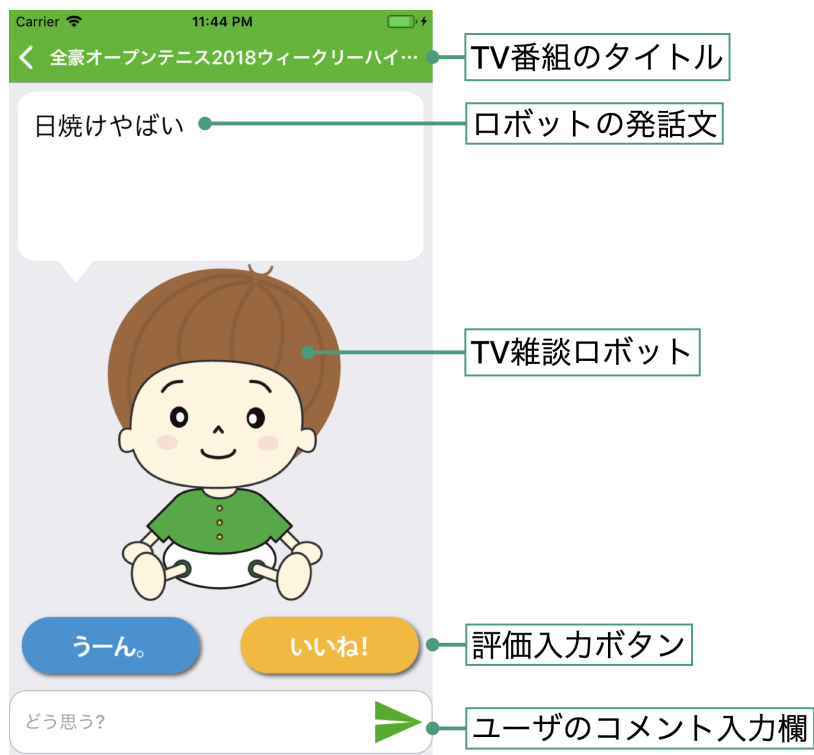 Carrier 11:44 PM
全豪オープンテニス2018ウィークリーハイ…
TV番組のタイトル
日焼けやばい
ロボットの発話文
TV雑談ロボット
うーん。
いいね!
評価入力ボタン
どう思う?
ユーザのコメント入力欄